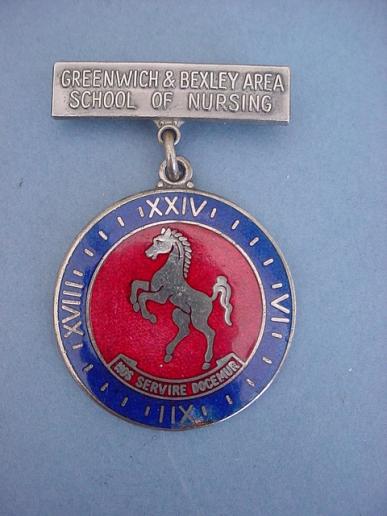 GREENWICH & BEXLEY AREA
SCHOOL OF NURSING
XXIV
VI
XVIII
NOS SERVIRE DOCEMUR
XII